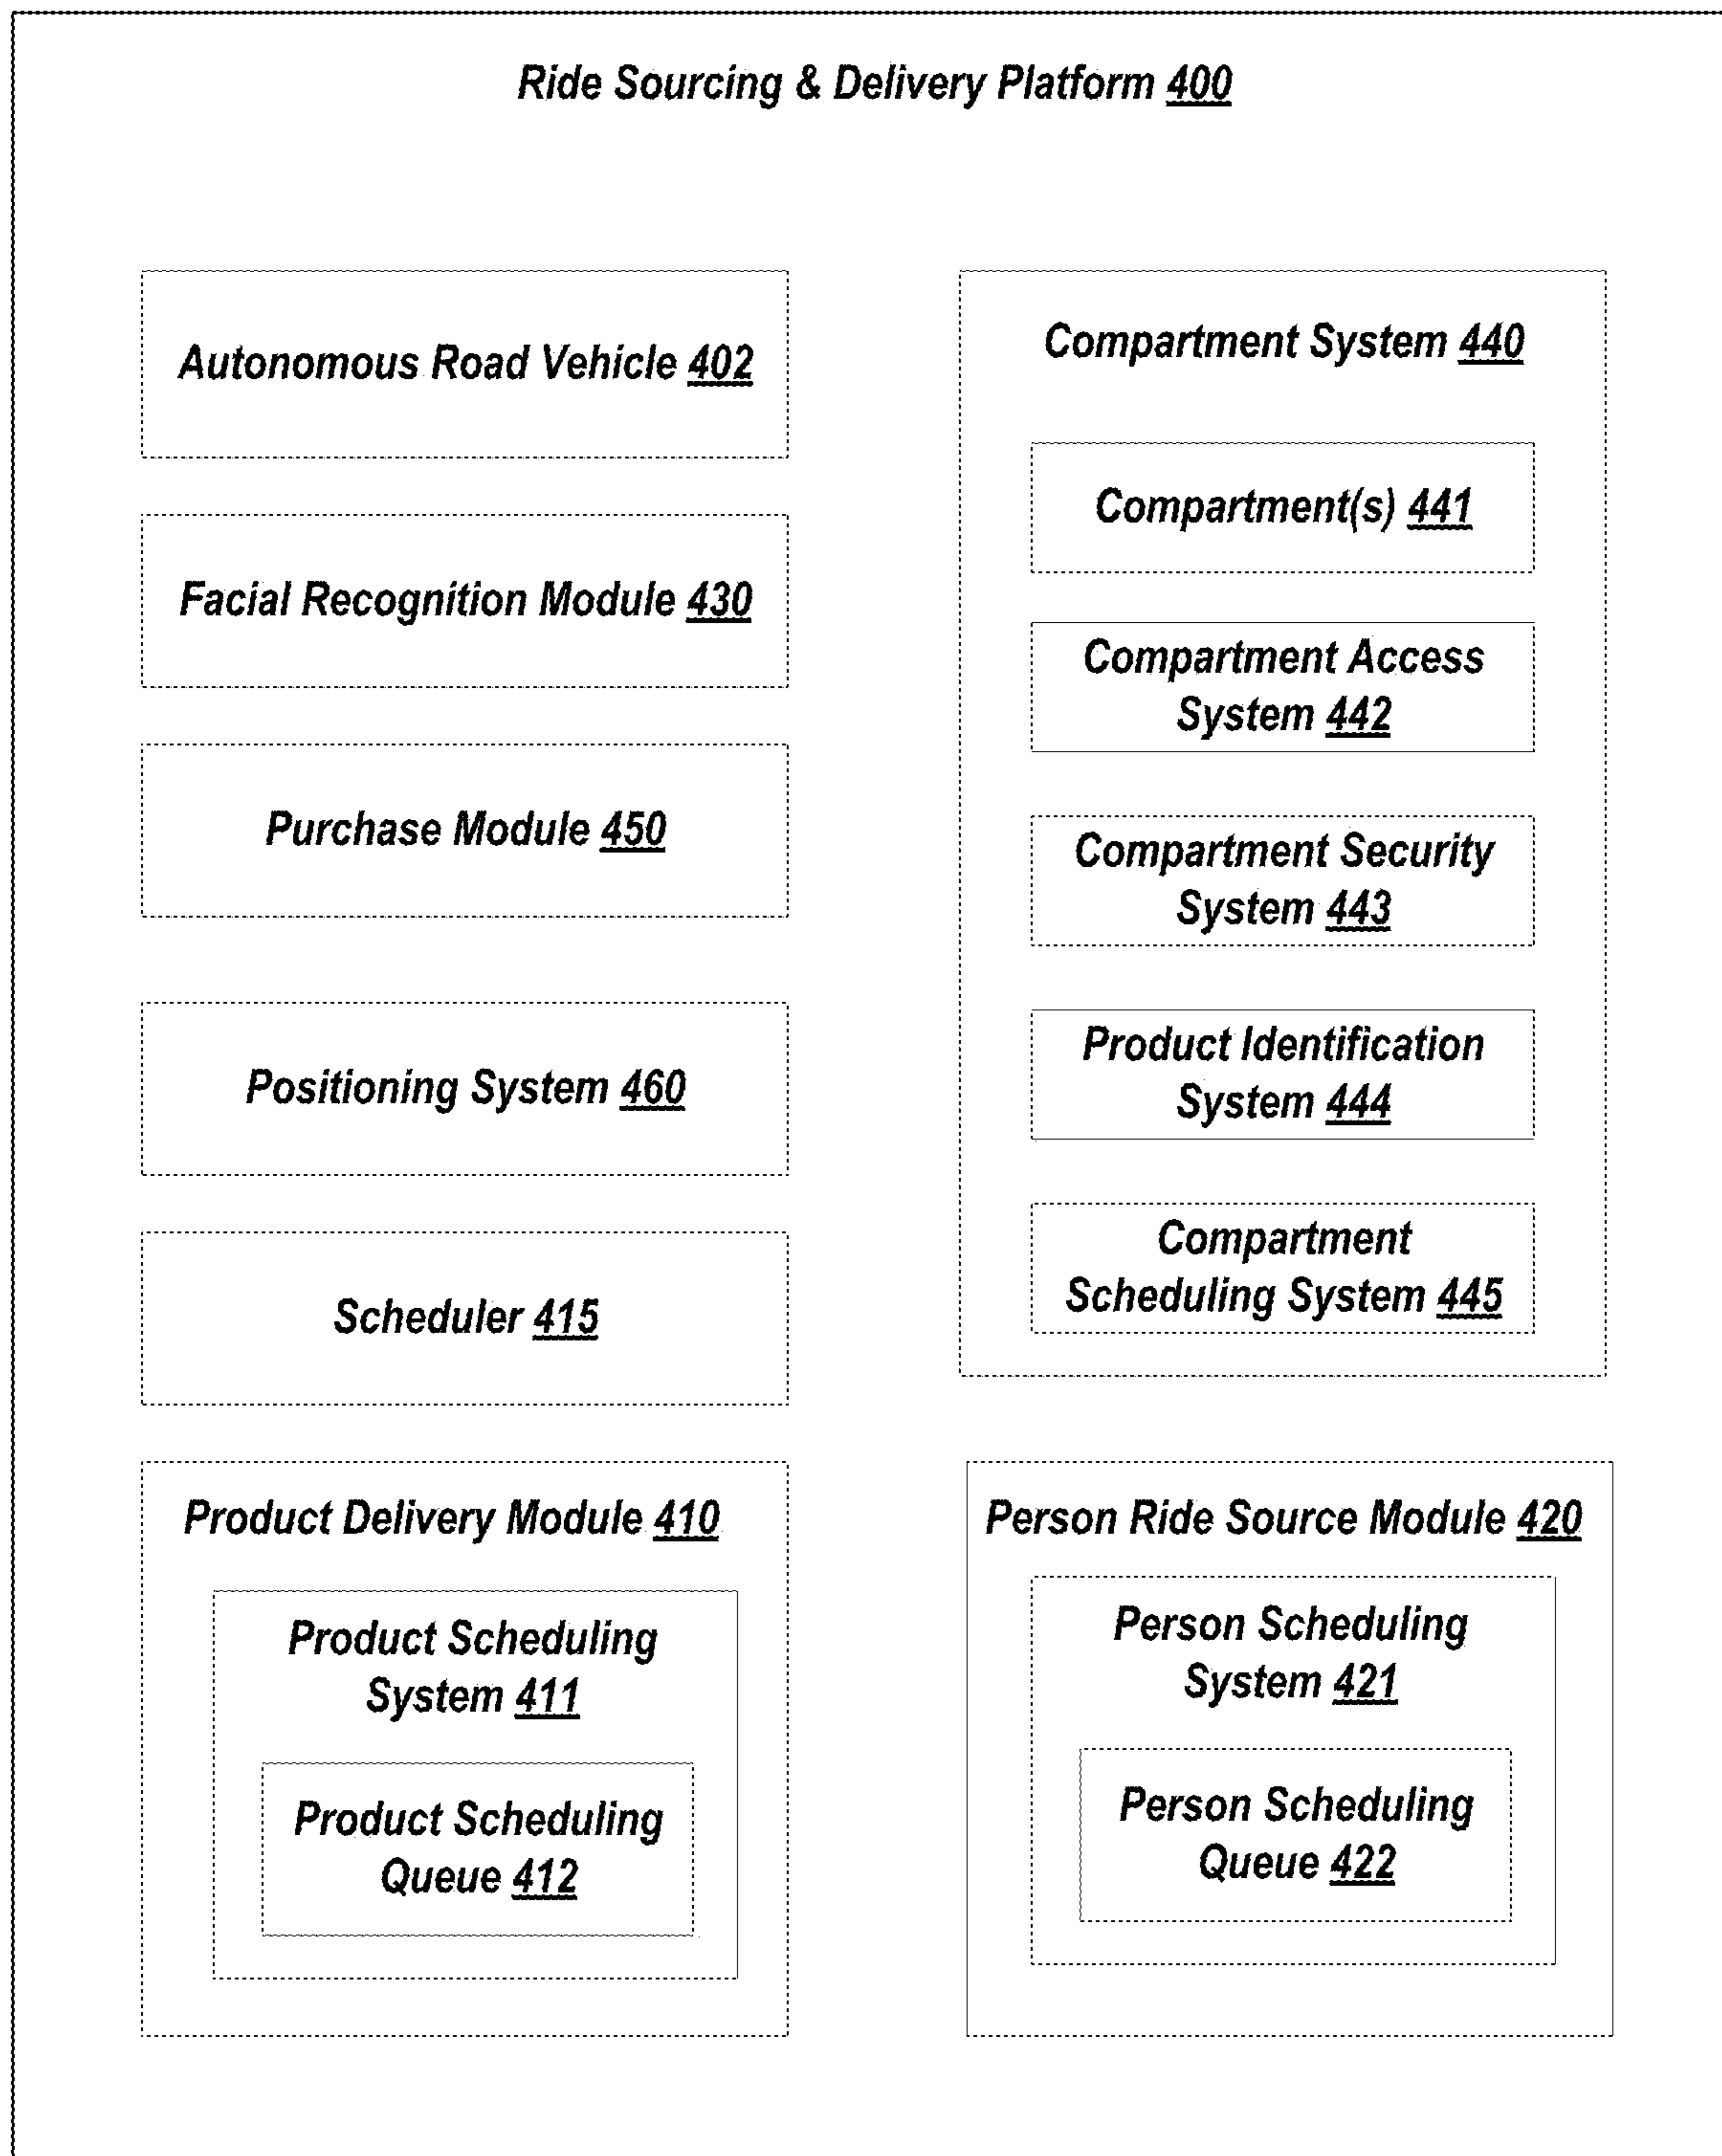 Ride Sourcing & Delivery Platform 400
Autonomous Road Vehicle 402
Facial Recognition Module 430
Purchase Module 450
Positioning System 460
Scheduler 415
Product Delivery Module 410
Product Scheduling
System 411
Product Scheduling
Queue 412
Compartment System 440
Compartment(s) 441
Compartment Access
System 442
Compartment Security
System 443
Product Identification
System 444
Compartment
Scheduling System 445
Person Ride Source Module 420
Person Scheduling
System 421
Person Scheduling
Queue 422